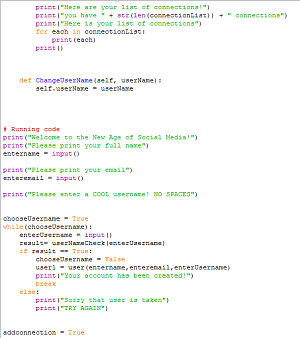 print("Here are your list of connections!")
print("you have " + str(len(connectionList)) + " connections")
print("Here is your list of connections")
for each in connectionList:
print(each)
print()
def ChangeUserName(self, userName):
self.userName = userName
# Running code
print("Welcome to the New Age of Social Media!")
print("Please print your full name")
entername = input()
print("Please print your email")
enteremail = input()
print("Please enter a COOL username! NO SPACES")
chooseUsername = True
while(chooseUsername):
enterUsername = input()
result= userNameCheck(enterUsername)
if result == True:
chooseUsername = False
user1 = user(entername,enteremail,enterUsername)
print("Your account has been created!")
break
else:
print("Sorry that user is taken")
print("TRY AGAIN")
addconnection = True